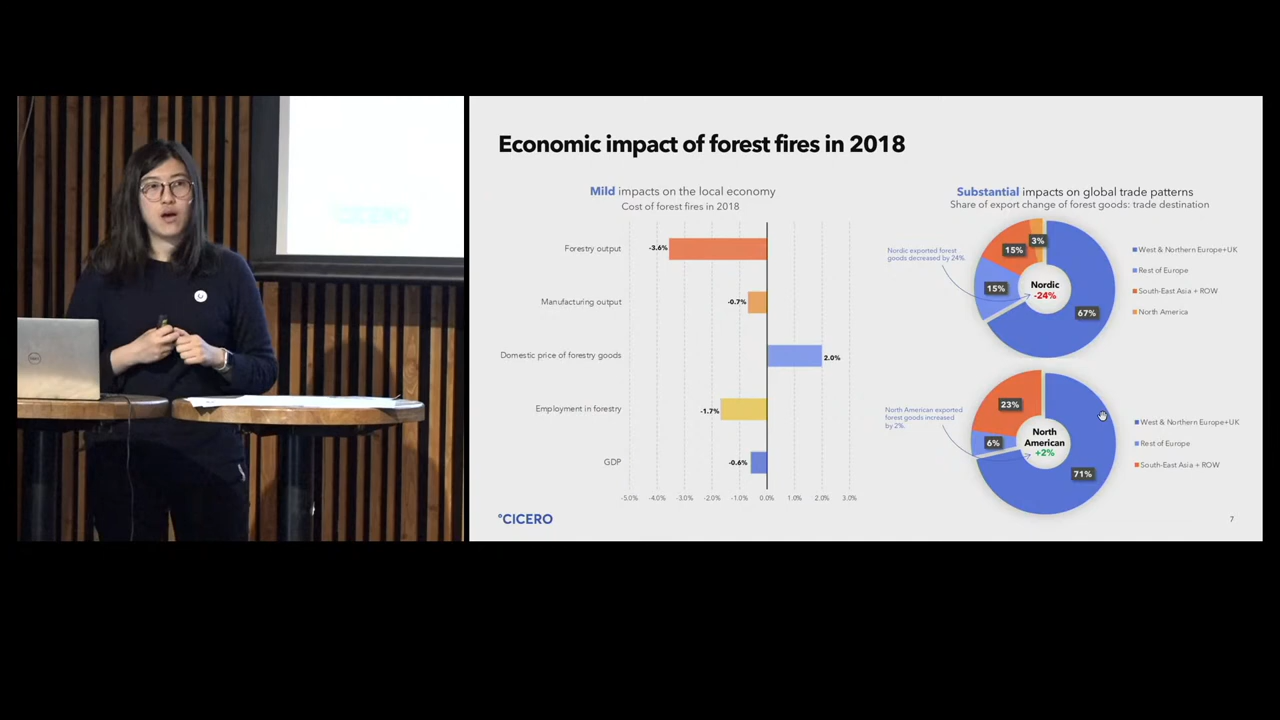 Economic impact of forest fires in 2018
Mild impacts on the local economy
Cost of forest fires in 2018
Forestry output
-3.6%
Manufacturing output
-0.7%
Domestic price of forestry goods
2.0%
Employment in forestry
-1.7%
GDP
-0.6%
-5.0% -4.0% -3.0% -2.0% -1.0% 0.0% 1.0% 2.0% 3.0%
Substantial impacts on global trade patterns
Share of export change of forest goods: trade destination
Nordic exported forest
goods decreased by 24%.
3%
15%
15%
67%
Nordic
-24%
West & Northern Europe+UK
Rest of Europe
South-East Asia + ROW
North America
North American exported
forest goods increased
by 2%.
23%
6%
71%
North
American
+2%
West & Northern Europe+UK
Rest of Europe
South-East Asia + ROW
°CICERO
7
°CICERO
DELL